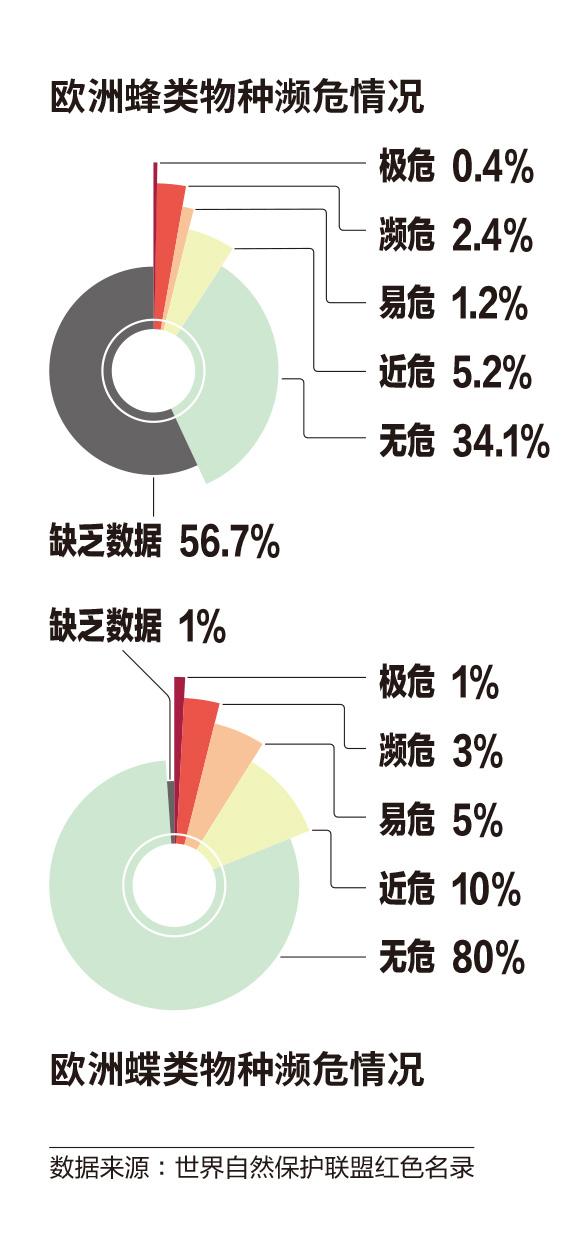 欧洲蜂类物种濒危情况
极危 0.4%
濒危 2.4%
易危 1.2%
近危 5.2%
无危 34.1%
缺乏数据 56.7%
缺乏数据 1%
极危 1%
濒危 3%
易危 5%
近危 10%
无危 80%
欧洲蝶类物种濒危情况
数据来源：世界自然保护联盟红色名录